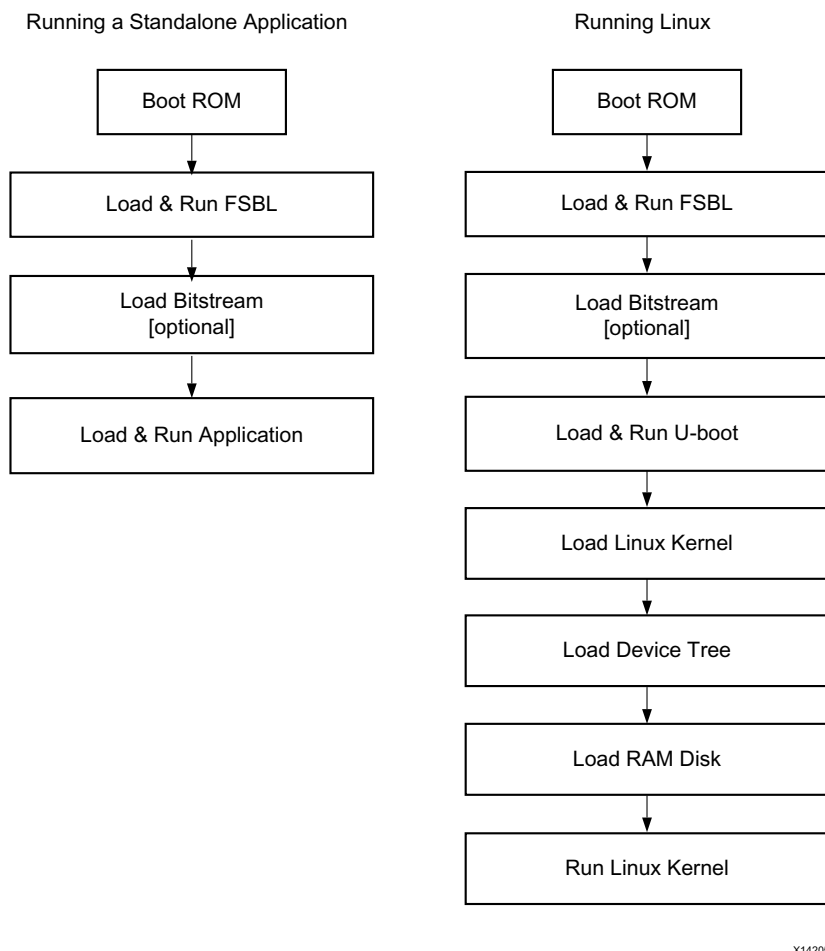 Running a Standalone Application
Boot ROM
Load & Run FSBL
Load Bitstream
[optional]
Load & Run Application
Running Linux
Boot ROM
Load & Run FSBL
Load Bitstream
[optional]
Load & Run U-boot
Load Linux Kernel
Load Device Tree
Load RAM Disk
Run Linux Kernel